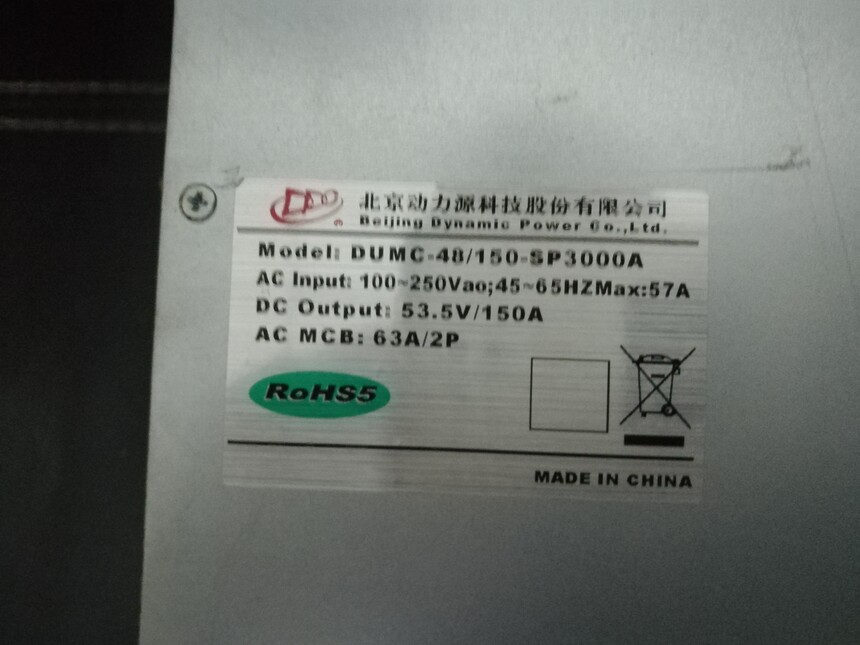 北京动力源科技股份有限公司
Beijing Dynamic Power Co.,Ltd.
Model: DUMC-48/150-SP3000A
AC Input: 100~250Vac;45~65HZMax:57A
DC Output: 53.5V/150A
AC MCB: 63A/2P
RoHS5
MADE IN CHINA